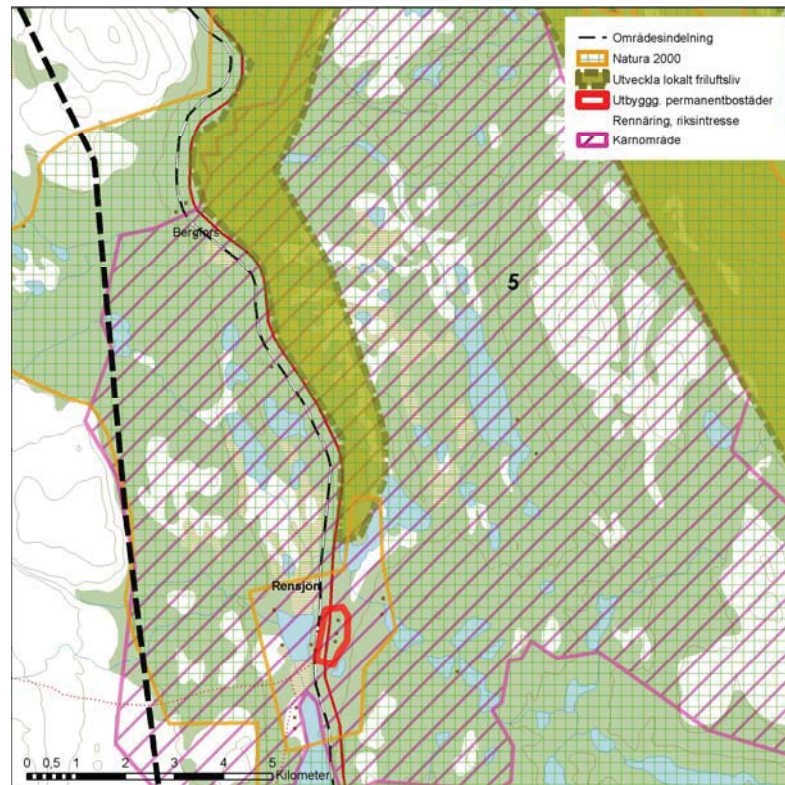 Områdesindelning
Natura 2000
Utveckla lokalt friluftsliv
Utbyggg. permanentbostäder
Rennäring, riksintresse
Kärnområde
Bergfors
5
Rensjön
0 0,5 1 2 3 4 5
Kilometer